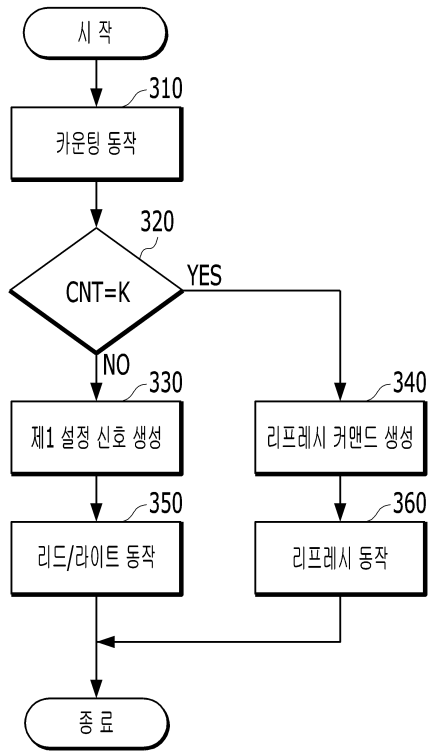 시 작
310
카운팅 동작
320
CNT=K
YES
NO
330
제1 설정 신호 생성
340
리프레시 커맨드 생성
350
리드/라이트 동작
360
리프레시 동작
종 료